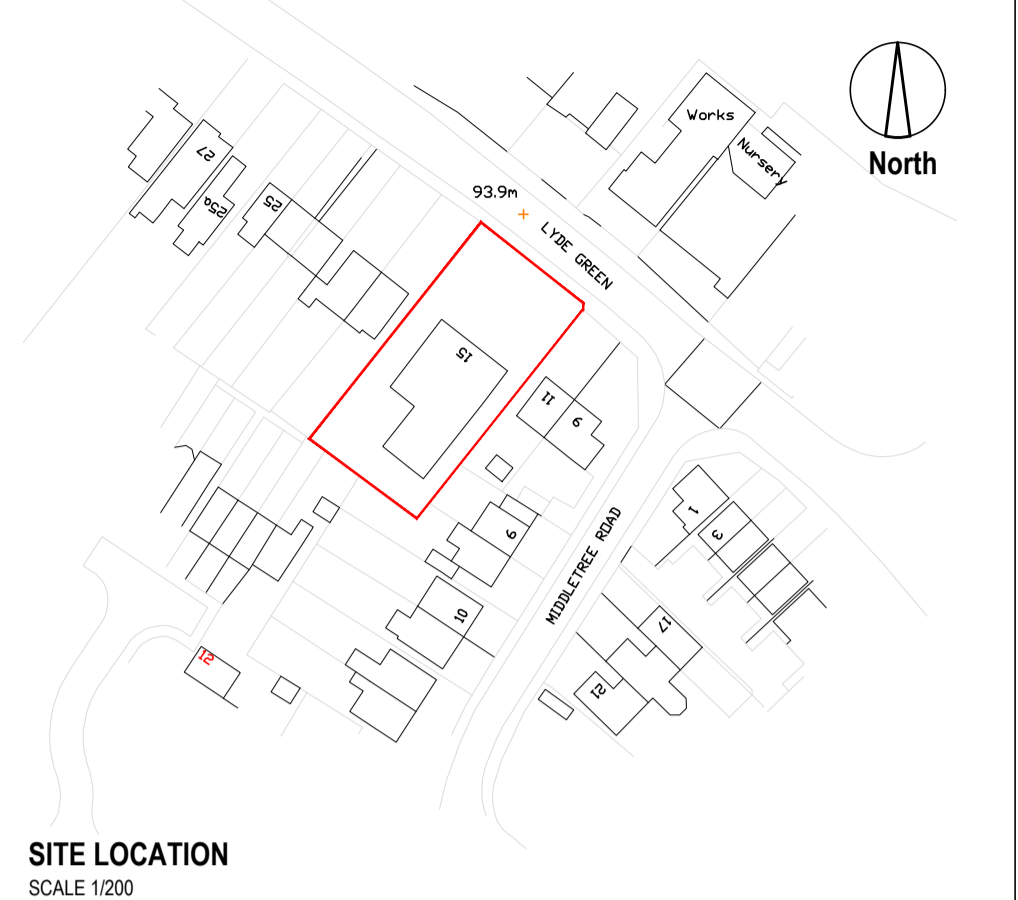 Works
Nursery
North
27
25a
25
93.9m
LYDE GREEN
15
11
9
1
3
9
10
MIDDLETREE ROAD
17
12
21
SITE LOCATION
SCALE 1/200